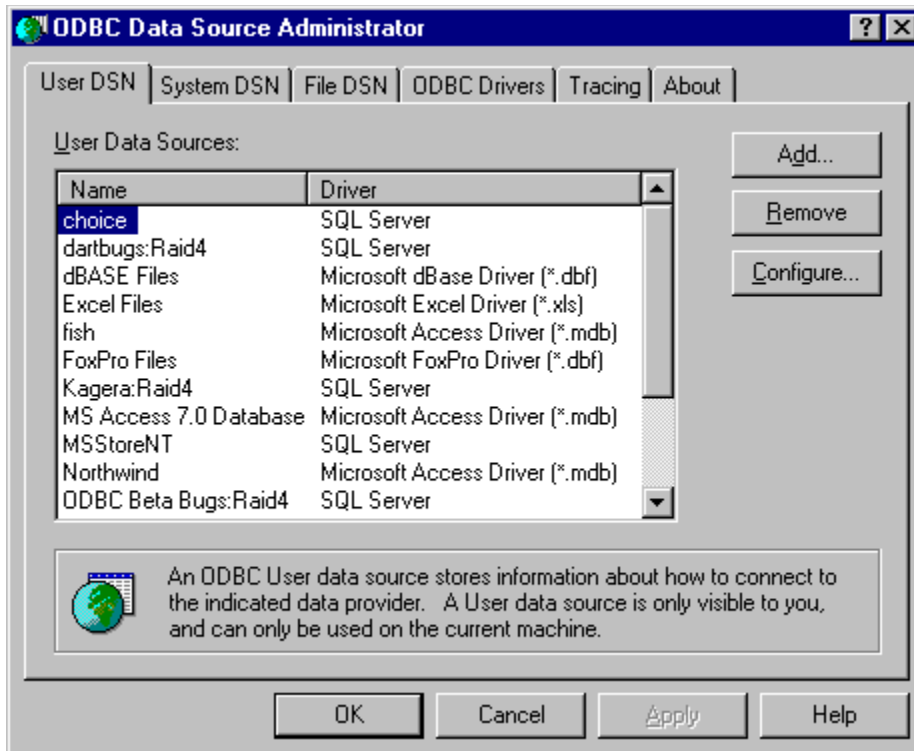 ODBC Data Source Administrator
User DSN System DSN File DSN ODBC Drivers Tracing About
User Data Sources:
Add...
Name Driver
choice SQL Server
Remove
dartbugs:Raid4 SQL Server
dBASE Files Microsoft dBase Driver (*.dbf)
Configure...
Excel Files Microsoft Excel Driver (*.xls)
fish Microsoft Access Driver (*.mdb)
FoxPro Files Microsoft FoxPro Driver (*.dbf)
Kagera:Raid4 SQL Server
MS Access 7.0 Database Microsoft Access Driver (*.mdb)
MSStoreNT SQL Server
Northwind Microsoft Access Driver (*.mdb)
ODBC Beta Bugs:Raid4 SQL Server
An ODBC User data source stores information about how to connect to
the indicated data provider. A User data source is only visible to you,
and can only be used on the current machine.
OK Cancel Apply Help